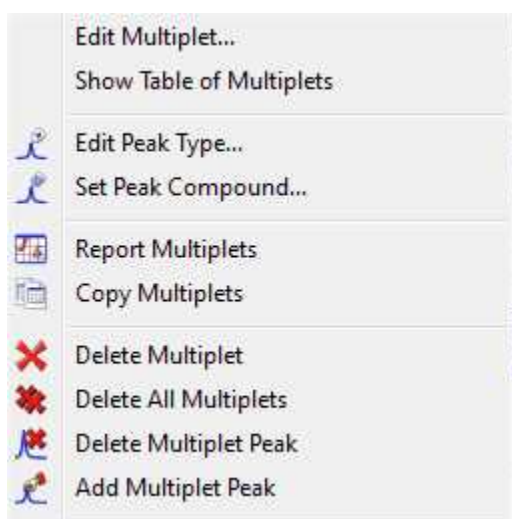 Edit Multiplet...
Show Table of Multiplets
Edit Peak Type...
Set Peak Compound...
Report Multiplets
Copy Multiplets
Delete Multiplet
Delete All Multiplets
Delete Multiplet Peak
Add Multiplet Peak